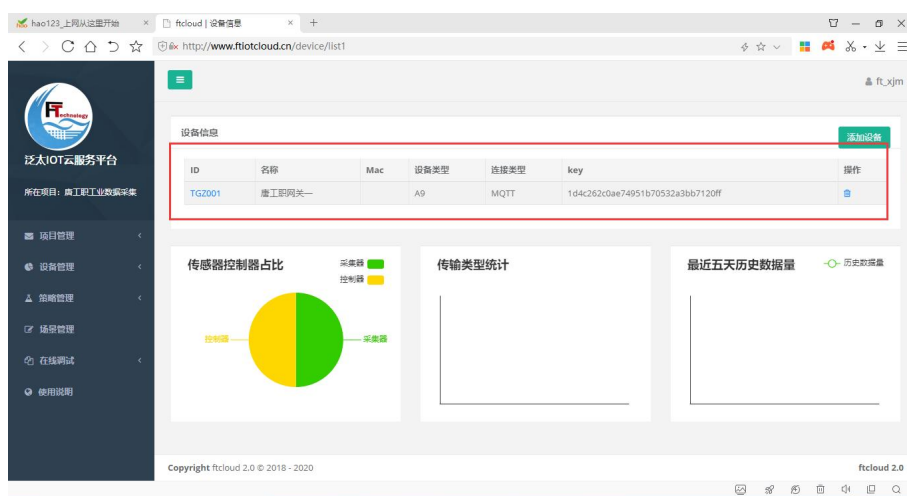 hao123_上网从这里开始
ftcloud | 设备信息
http://www.ftiotcloud.cn/device/list1
FTechnology
泛太IOT云服务平台
所在项目：唐工职工业数据采集
项目管理
设备管理
策略管理
场景管理
在线调试
使用说明
ft_xjm
设备信息
添加设备
ID 名称 Mac 设备类型 连接类型 key 操作
TGZ001 唐工职网关一 A9 MQTT 1d4c262c0ae74951b70532a3bb7120ff
传感器控制器占比
采集器
控制器
控制器
采集器
传输类型统计
最近五天历史数据量
历史数据量
Copyright ftcloud 2.0 © 2018 - 2020
ftcloud 2.0